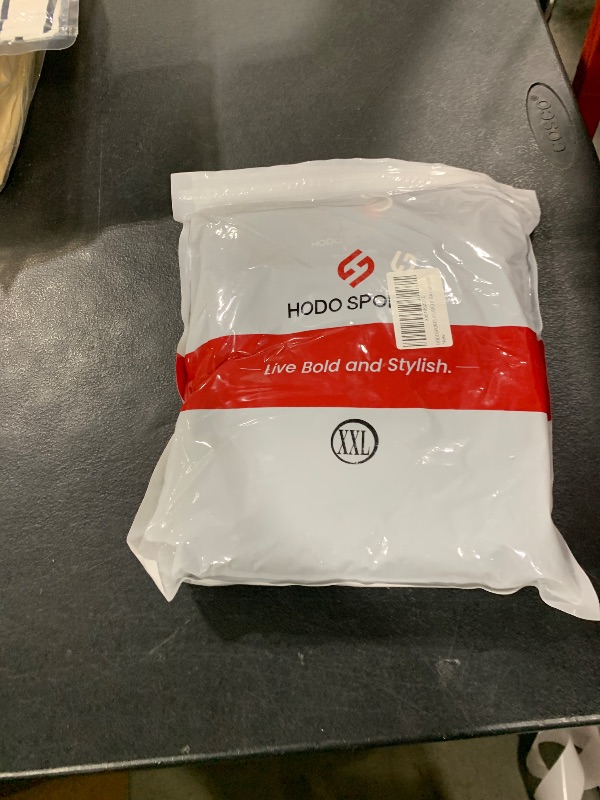 COSCO
HODO SPO
Live Bold and Stylish.
XXL